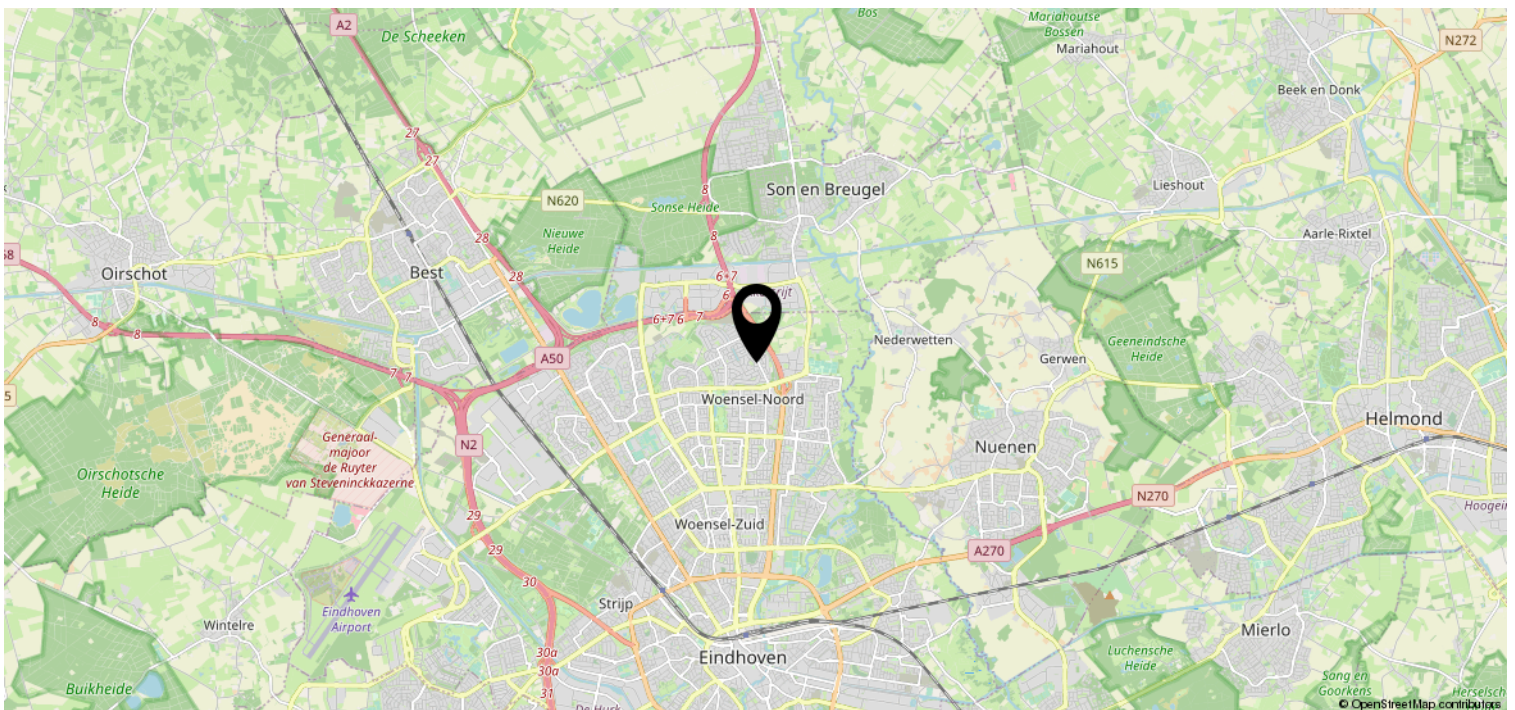 Bos
Mariahoutse
Bossen
A2
De Scheeken
Mariahout
N272
Beek en Donk
27
27
Son en Breugel
Lieshout
8
N620
Sonse Heide
Aarle-Rixtel
Nieuwe
Heide
28
8
N615
Oirschot
Best
28
6+7
6
8
8
6+7
6
7
Nederwetten
Geeneindsche
Heide
A50
Gerwen
7
7
Woensel-Noord
Helmond
N2
Generaal-
majoor
de Ruyter
van Steveninckkazerne
Nuenen
Oirschotsche
Heide
N270
29
Woensel-Zuid
29
A270
30
Eindhoven
Airport
Strijp
Wintelre
Mierlo
30a
Eindhoven
Luchensche
Heide
30a
31
Buikheide
Sang en
Goorkens
© OpenStreetMap contributors